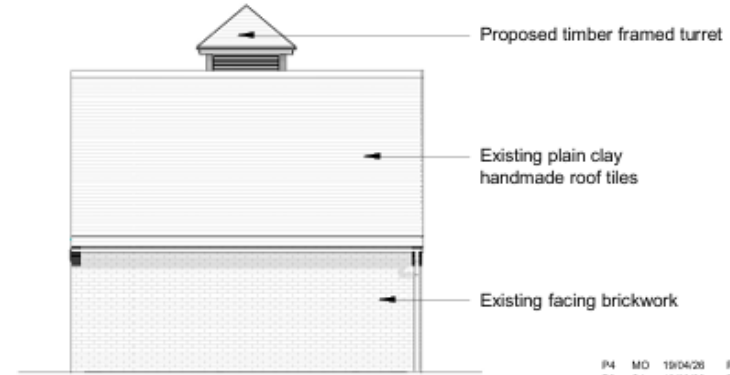 Proposed timber framed turret
Existing plain clay
handmade roof tiles
Existing facing brickwork
P4 MO 19/04/26